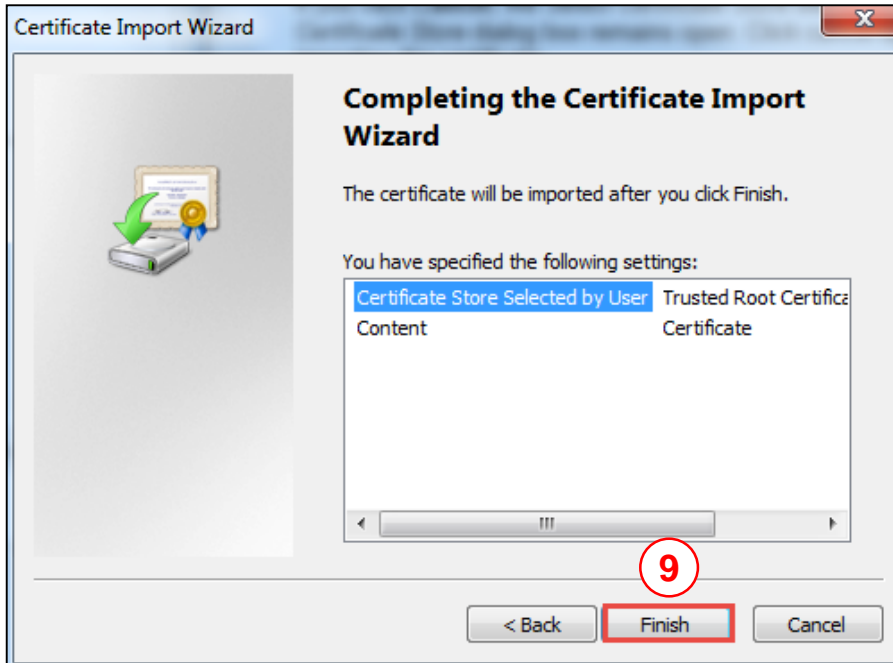 Certificate Import Wizard
Completing the Certificate Import
Wizard
The certificate will be imported after you click Finish.
You have specified the following settings:
Certificate Store Selected by User Trusted Root Certifica
Content Certificate
9
< Back Finish Cancel